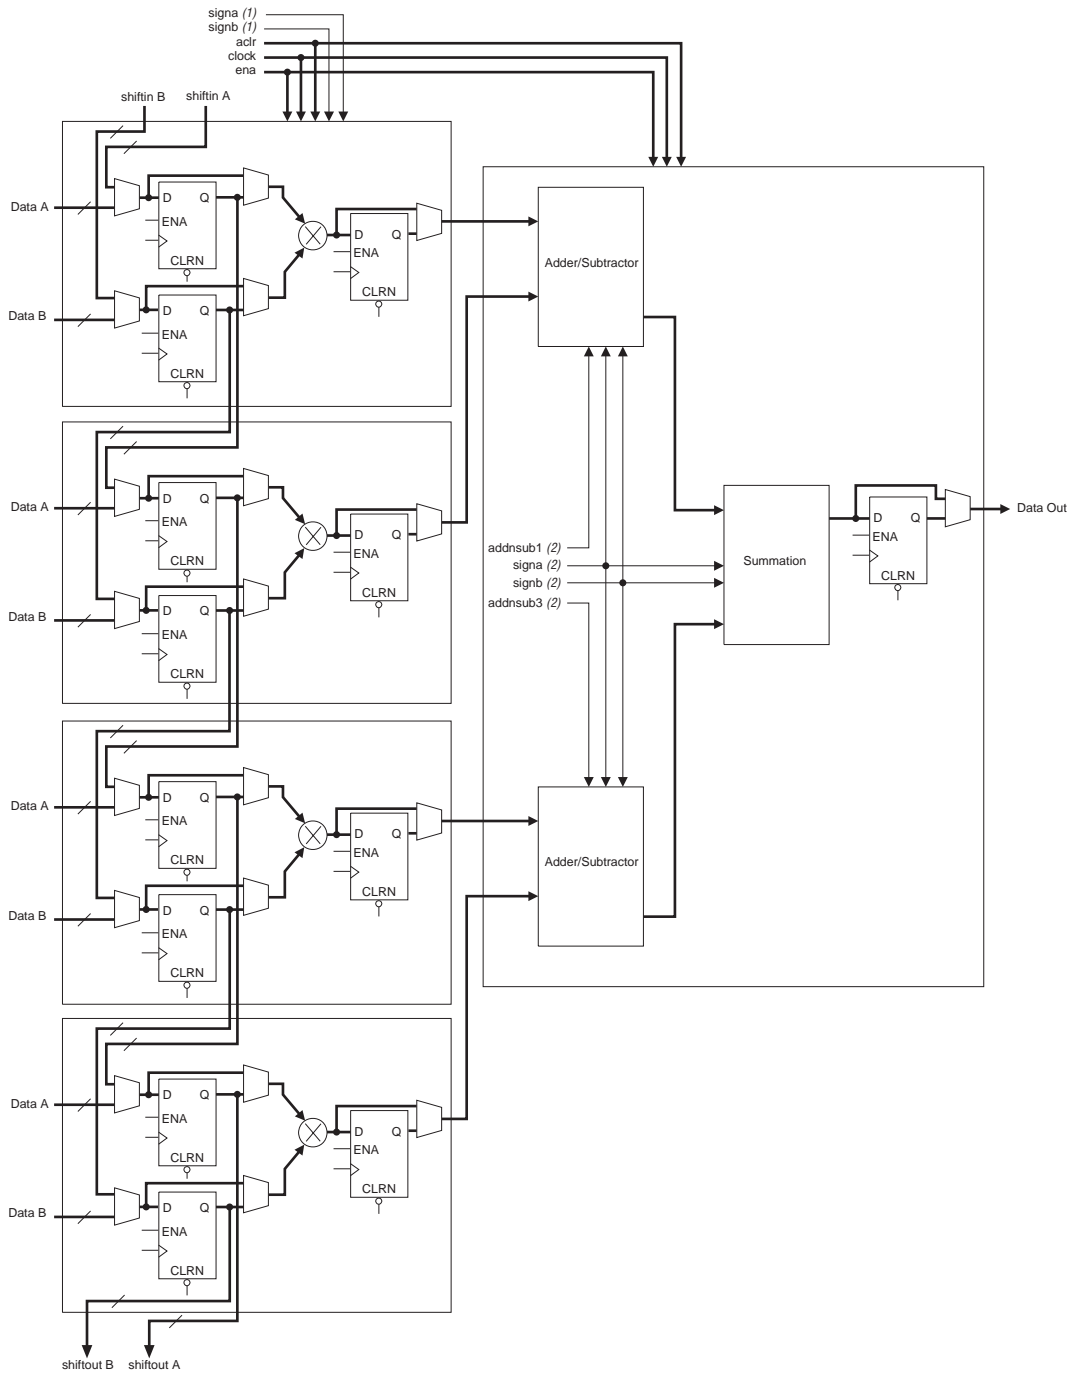 signa (1)
signb (1)
aclr
clock
ena
shiftin B
shiftin A
Data A
D Q
ENA
CLRN
Data B
D Q
ENA
CLRN
D Q
ENA
CLRN
Adder/Subtractor
Data A
D Q
ENA
CLRN
Data B
D Q
ENA
CLRN
D Q
ENA
CLRN
addnsub1 (2)
signa (2)
signb (2)
addnsub3 (2)
Summation
D Q
ENA
CLRN
Data Out
Data A
D Q
ENA
CLRN
Data B
D Q
ENA
CLRN
D Q
ENA
CLRN
Adder/Subtractor
Data A
D Q
ENA
CLRN
Data B
D Q
ENA
CLRN
D Q
ENA
CLRN
shiftout B
shiftout A